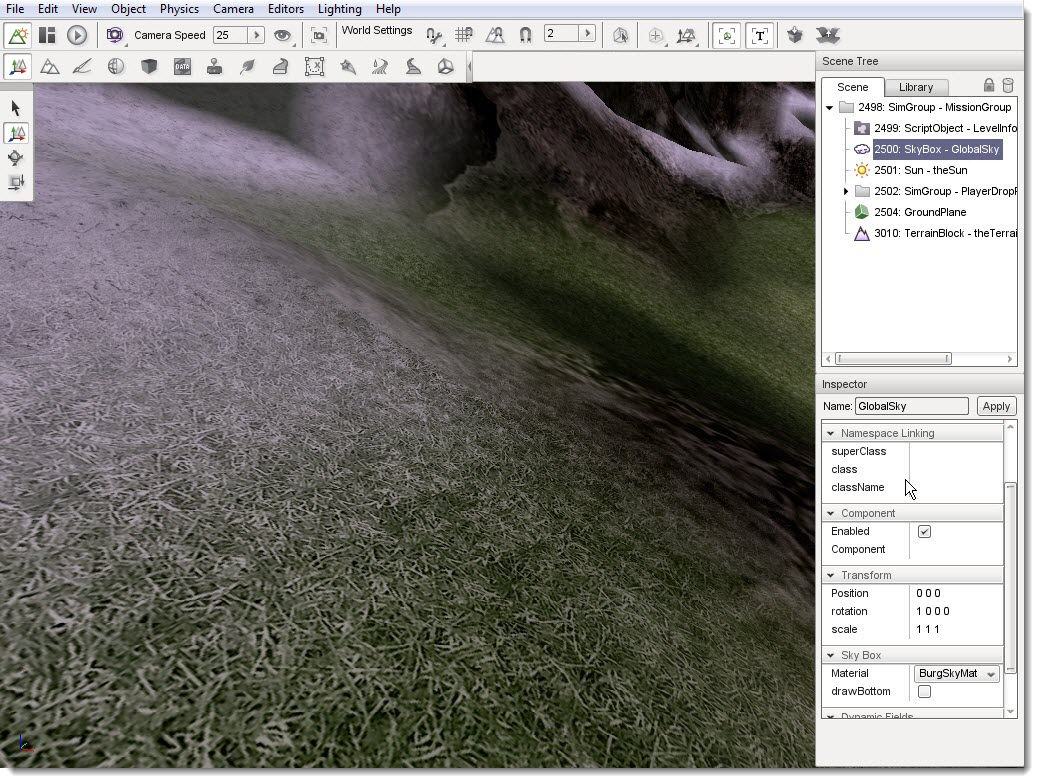 File Edit View Object Physics Camera Editors Lighting Help
Camera Speed 25 World Settings 2 T
DATA
Scene Tree
Scene Library
2498: SimGroup - MissionGroup
2499: ScriptObject - LevelInfo
2500: SkyBox - GlobalSky
2501: Sun - theSun
2502: SimGroup - PlayerDropP
2504: GroundPlane
3010: TerrainBlock - theTerrai
Inspector
Name: GlobalSky Apply
Namespace Linking
superClass
class
className
Component
Enabled
Component
Transform
Position 0 0 0
rotation 1 0 0 0
scale 1 1 1
Sky Box
Material BurgSkyMat
drawBottom
Dynamic Fields